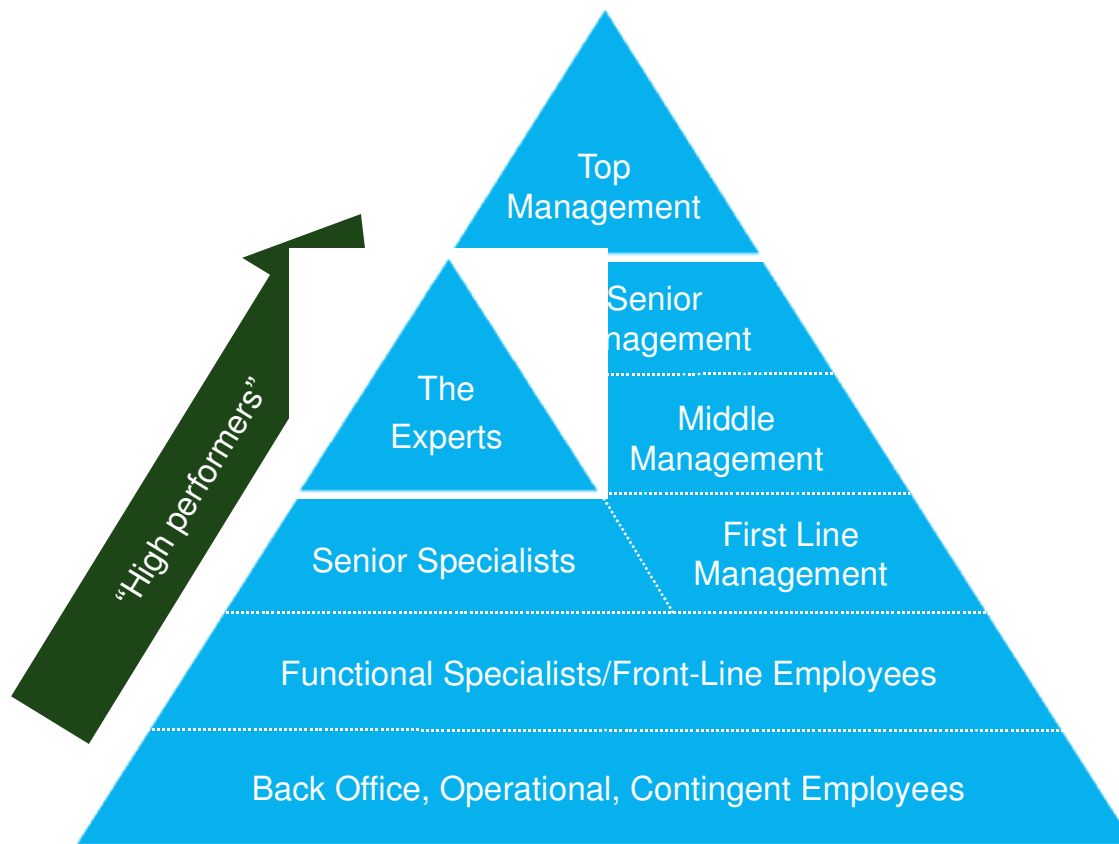 Top
Management
Senior
nagement
The
Experts
Middle
Management
“High performers”
Senior Specialists
First Line
Management
Functional Specialists/Front-Line Employees
Back Office, Operational, Contingent Employees